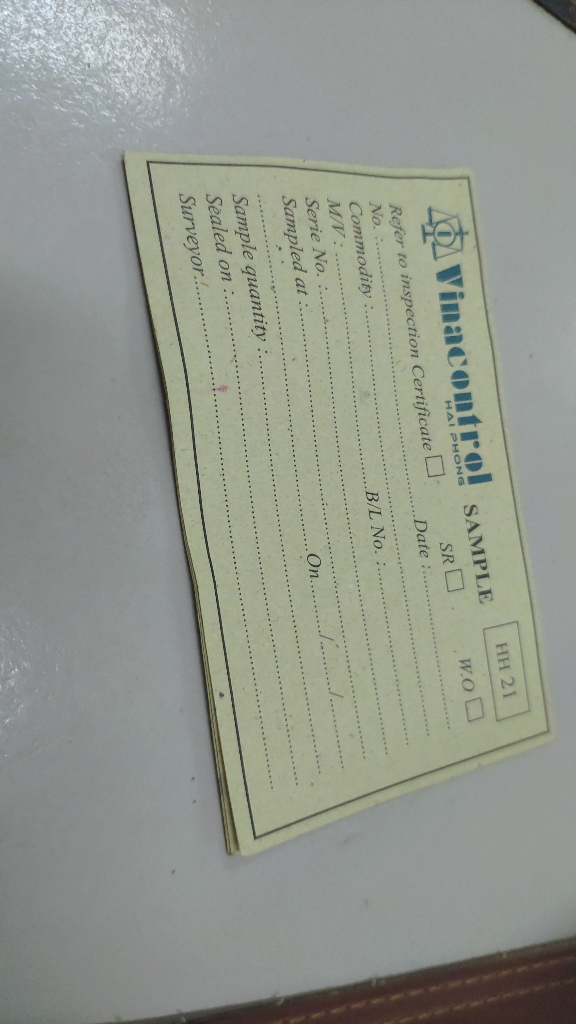 Vinacontrol SAMPLE HH 21
HAI PHONG
Refer to inspection Certificate SR W.O
No. :.................... Date :....................
Commodity :....................
M/V :.................... B/L No. :....................
Serie No. :....................
Sampled at :.................... On......../......../........
....................
Sample quantity :....................
Sealed on :....................
Surveyor....................